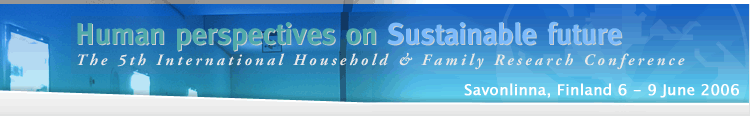 Human perspectives on Sustainable future
The 5th International Household & Family Research Conference
Savonlinna, Finland 6 - 9 June 2006